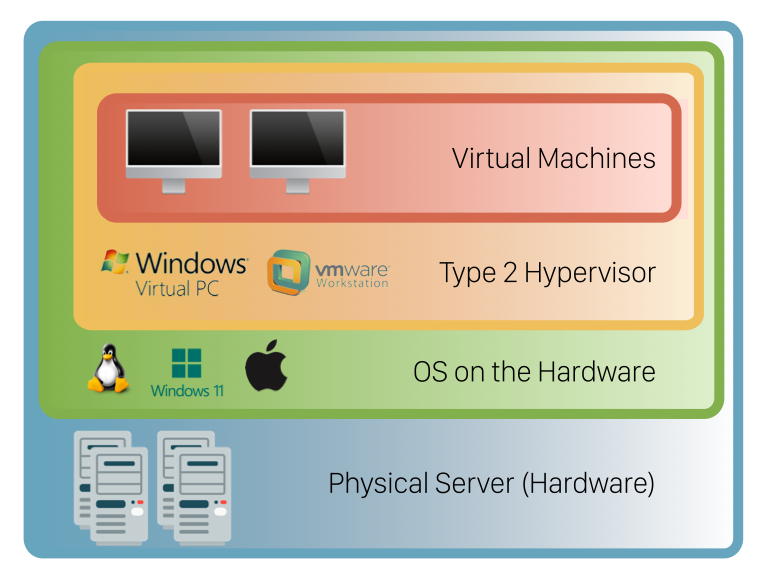 Virtual Machines
Windows
Virtual PC
vmware
Workstation
Type 2 Hypervisor
Windows 11
OS on the Hardware
Physical Server (Hardware)